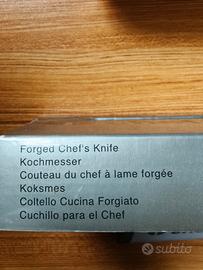 Forged Chef's Knife
Kochmesser
Couteau du chef à lame forgée
Koksmes
Coltello Cucina Forgiato
Cuchillo para el Chef
subito